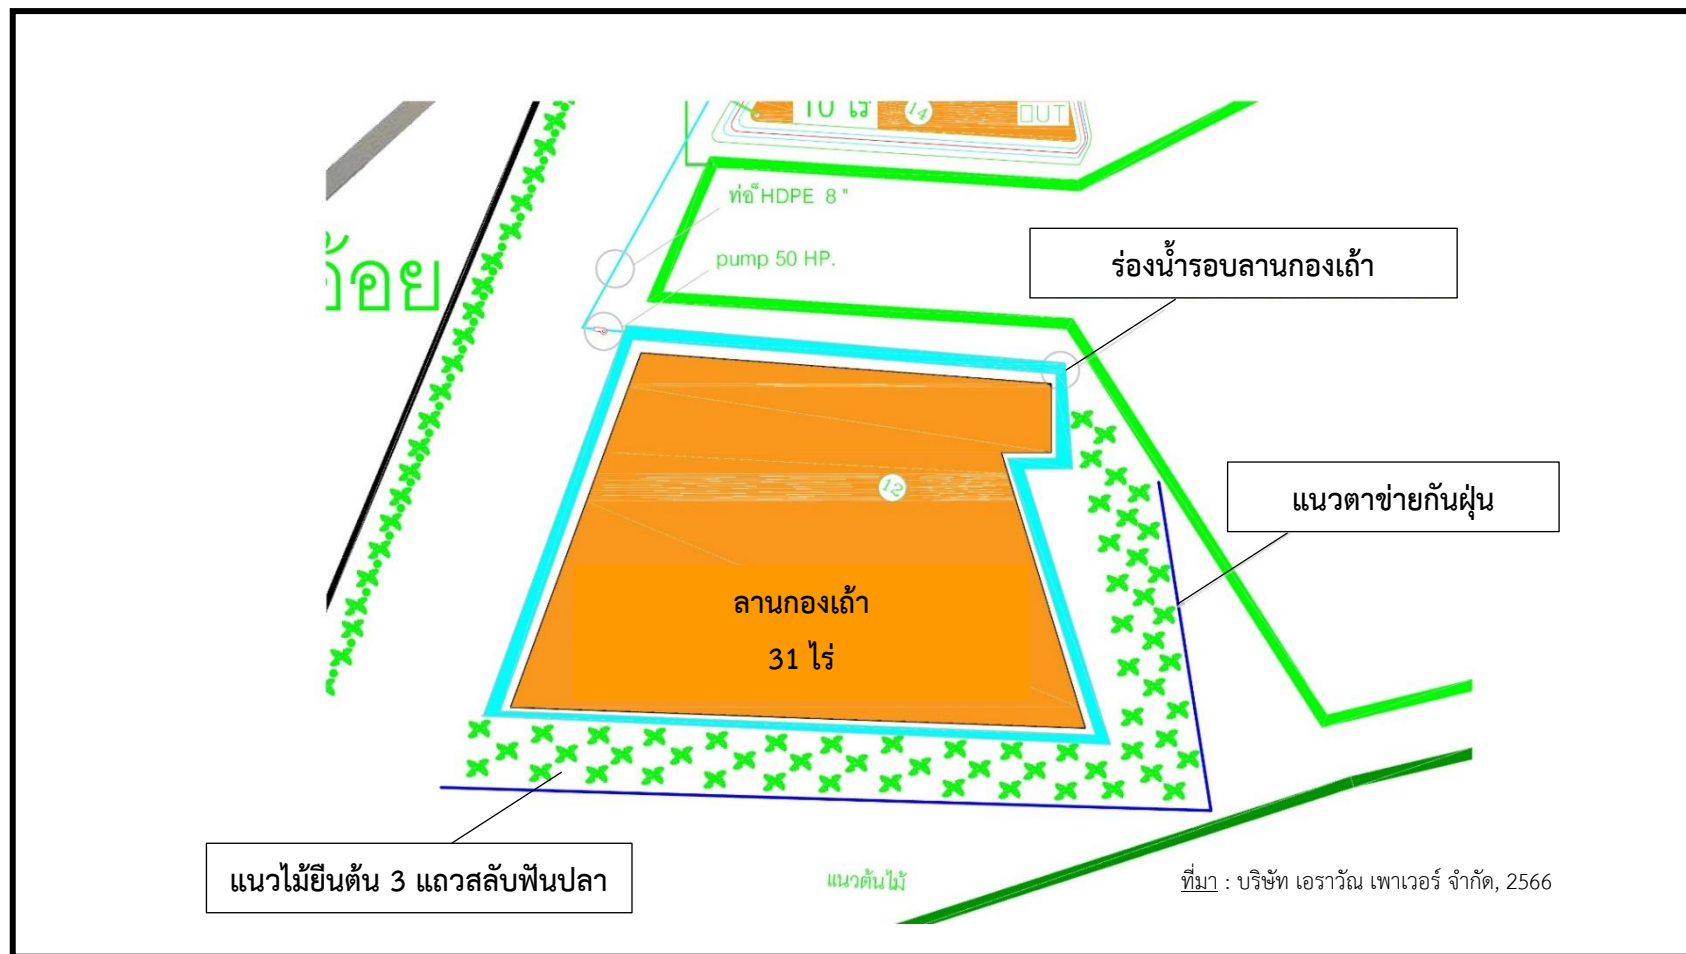 10 ไร่
14
OUT
ท่อ HDPE 8 "
pump 50 HP.
อ้อย
ร่องน้ำรอบลานกองเถ้า
12
แนวตาข่ายกันฝุ่น
ลานกองเถ้า
31 ไร่
แนวไม้ยืนต้น 3 แถวสลับฟันปลา
แนวต้นไม้
ที่มา : บริษัท เอราวัณ เพาเวอร์ จำกัด, 2566